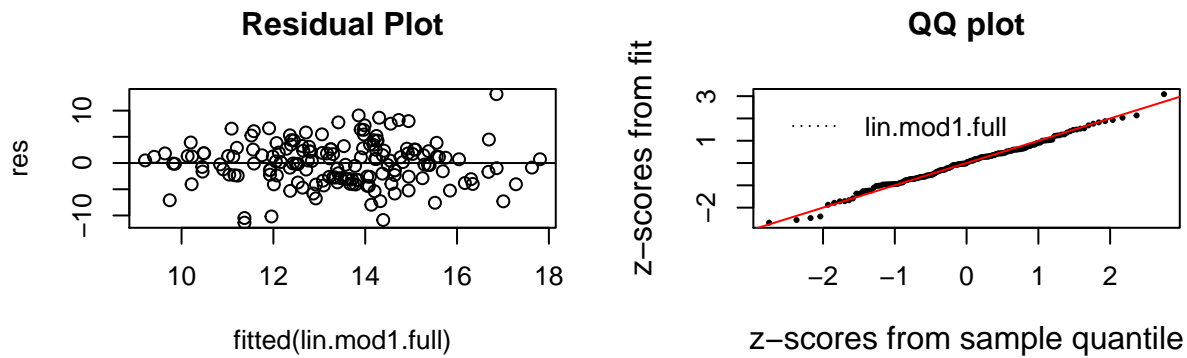 Residual Plot
res
−10
0
10
10
12
14
16
18
fitted(lin.mod1.full)
QQ plot
z−scores from fit
−2
1
3
lin.mod1.full
−2
−1
0
1
2
z−scores from sample quantile